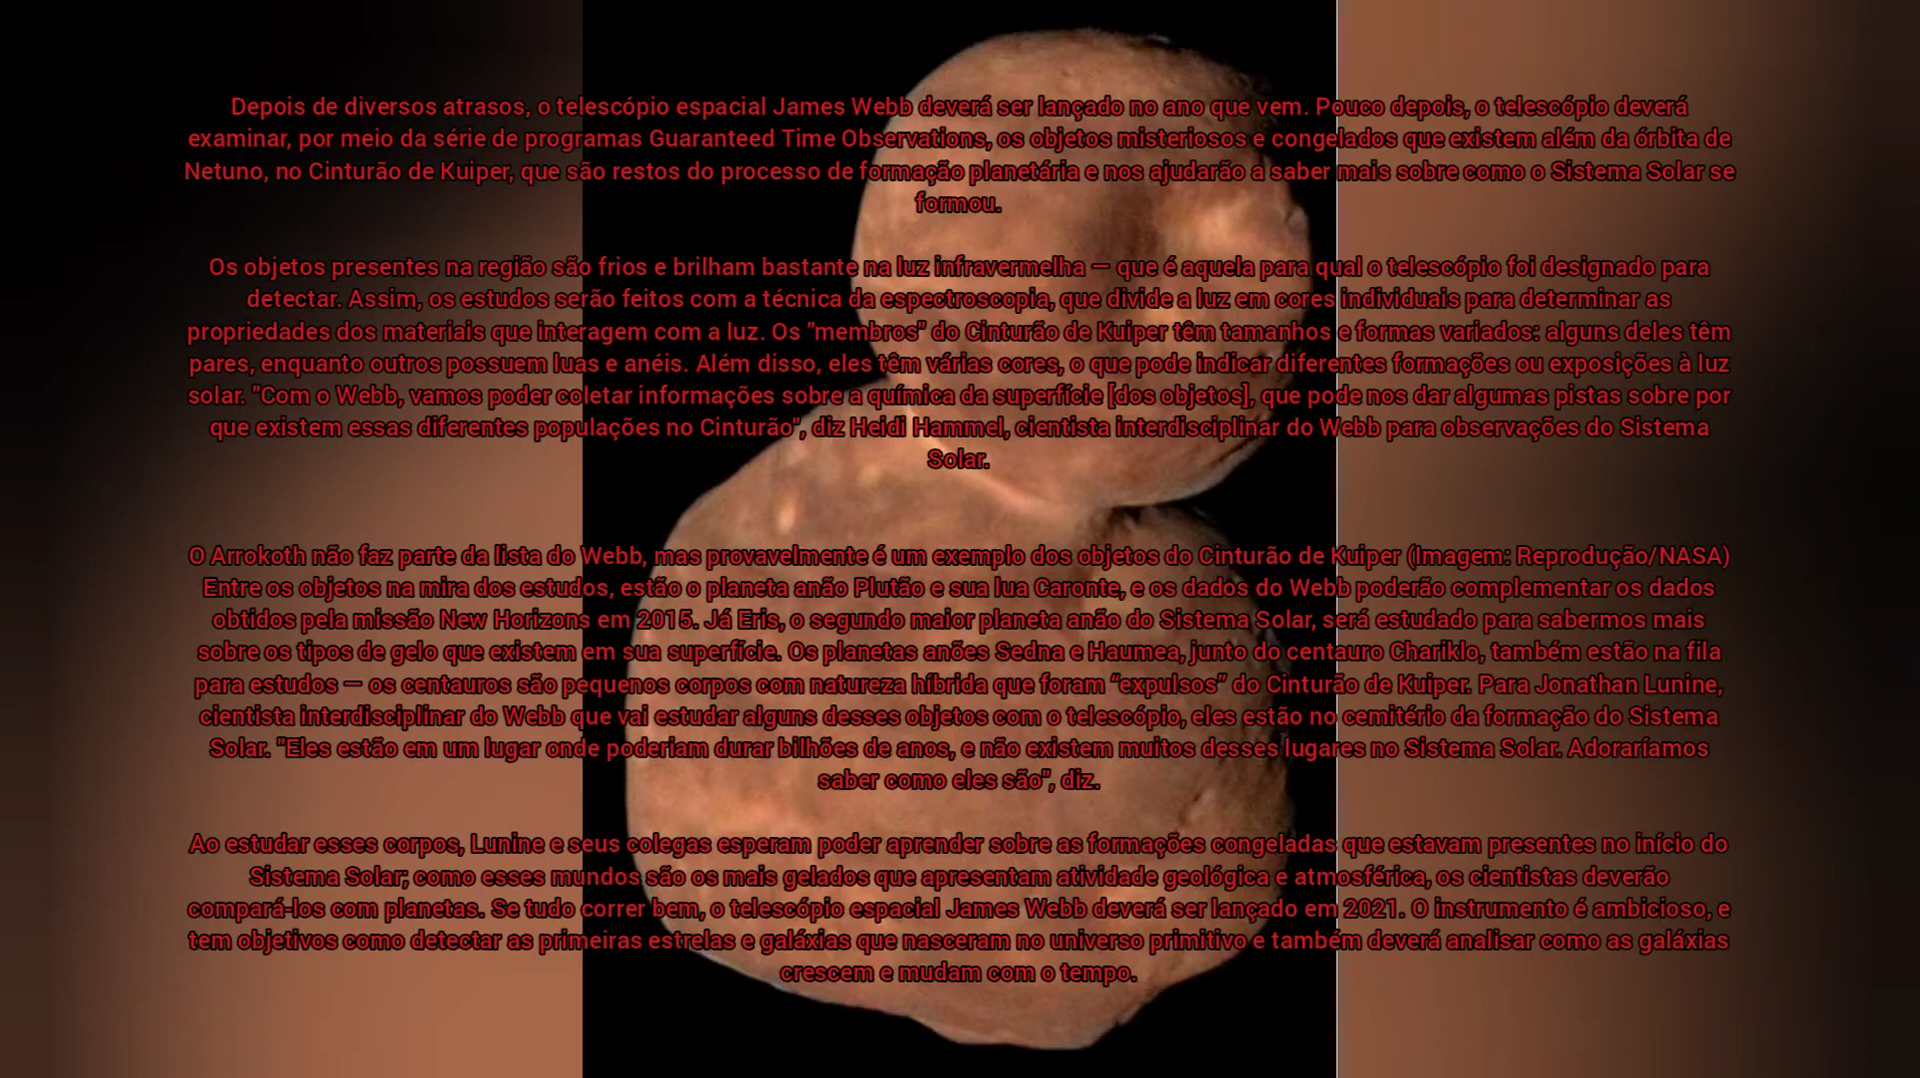 Depois de diversos atrasos, o telescópio espacial James Webb deverá ser lançado no ano que vem. Pouco depois, o telescópio deverá
examinar, por meio da série de programas Guaranteed Time Observations, os objetos misteriosos e congelados que existem além da órbita de
Netuno, no Cinturão de Kuiper, que são restos do processo de formação planetária e nos ajudarão a saber mais sobre como o Sistema Solar se
formou.
Os objetos presentes na região são frios e brilham bastante na luz infravermelha — que é aquela para qual o telescópio foi designado para
detectar. Assim, os estudos serão feitos com a técnica da espectroscopia, que divide a luz em cores individuais para determinar as
propriedades dos materiais que interagem com a luz. Os "membros” do Cinturão de Kuiper têm tamanhos e formas variados: alguns deles têm
pares, enquanto outros possuem luas e anéis. Além disso, eles têm várias cores, o que pode indicar diferentes formações ou exposições à luz
solar. "Com o Webb, vamos poder coletar informações sobre a química da superfície [dos objetos], que pode nos dar algumas pistas sobre por
que existem essas diferentes populações no Cinturão”, diz Heidi Hammel, cientista interdisciplinar do Webb para observações do Sistema
Solar.
O Arrokoth não faz parte da lista do Webb, mas provavelmente é um exemplo dos objetos do Cinturão de Kuiper (Imagem: Reprodução/NASA)
Entre os objetos na mira dos estudos, estão o planeta anão Plutão e sua lua Caronte, e os dados do Webb poderão complementar os dados
obtidos pela missão New Horizons em 2015. Já Eris, o segundo maior planeta anão do Sistema Solar, será estudado para sabermos mais
sobre os tipos de gelo que existem em sua superfície. Os planetas anões Sedna e Haumea, junto do centauro Chariklo, também estão na fila
para estudos — os centauros são pequenos corpos com natureza híbrida que foram “expulsos” do Cinturão de Kuiper. Para Jonathan Lunine,
cientista interdisciplinar do Webb que vai estudar alguns desses objetos com o telescópio, eles estão no cemitério da formação do Sistema
Solar. "Eles estão em um lugar onde poderiam durar bilhões de anos, e não existem muitos desses lugares no Sistema Solar. Adoraríamos
saber como eles são", diz.
Ao estudar esses corpos, Lunine e seus colegas esperam poder aprender sobre as formações congeladas que estavam presentes no início do
Sistema Solar; como esses mundos são os mais gelados que apresentam atividade geológica e atmosférica, os cientistas deverão
compará-los com planetas. Se tudo correr bem, o telescópio espacial James Webb deverá ser lançado em 2021. O instrumento é ambicioso, e
tem objetivos como detectar as primeiras estrelas e galáxias que nasceram no universo primitivo e também deverá analisar como as galáxias
crescem e mudam com o tempo.